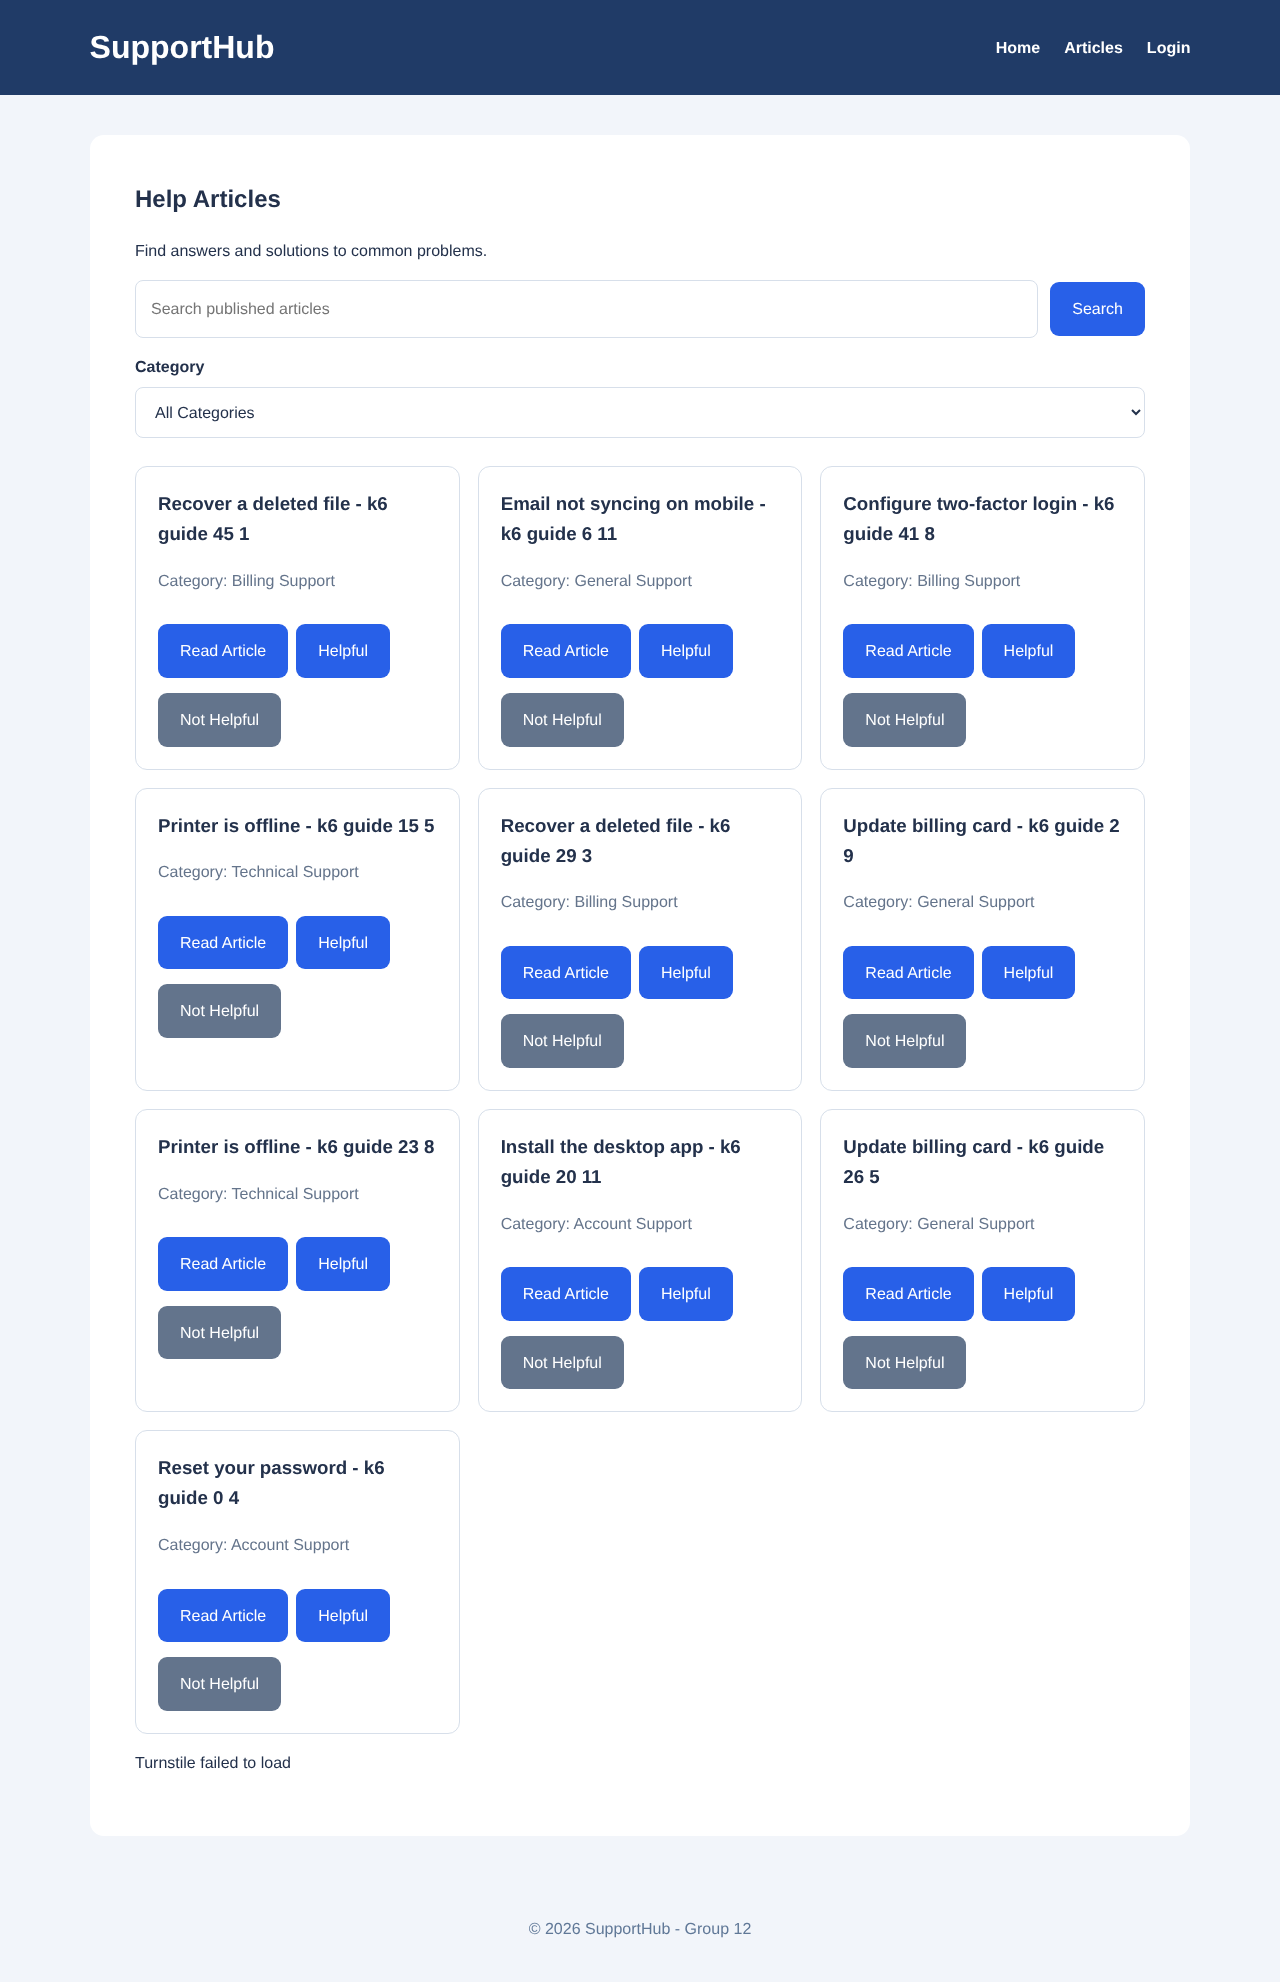 SupportHub
Home Articles Login
Help Articles
Find answers and solutions to common problems.
Search published articles
Search
Category
All Categories
Recover a deleted file - k6
guide 45 1
Category: Billing Support
Read Article
Helpful
Not Helpful
Email not syncing on mobile -
k6 guide 6 11
Category: General Support
Read Article
Helpful
Not Helpful
Configure two-factor login - k6
guide 41 8
Category: Billing Support
Read Article
Helpful
Not Helpful
Printer is offline - k6 guide 15 5
Category: Technical Support
Read Article
Helpful
Not Helpful
Recover a deleted file - k6
guide 29 3
Category: Billing Support
Read Article
Helpful
Not Helpful
Update billing card - k6 guide 2
9
Category: General Support
Read Article
Helpful
Not Helpful
Printer is offline - k6 guide 23 8
Category: Technical Support
Read Article
Helpful
Not Helpful
Install the desktop app - k6
guide 20 11
Category: Account Support
Read Article
Helpful
Not Helpful
Update billing card - k6 guide
26 5
Category: General Support
Read Article
Helpful
Not Helpful
Reset your password - k6
guide 0 4
Category: Account Support
Read Article
Helpful
Not Helpful
Turnstile failed to load
© 2026 SupportHub - Group 12